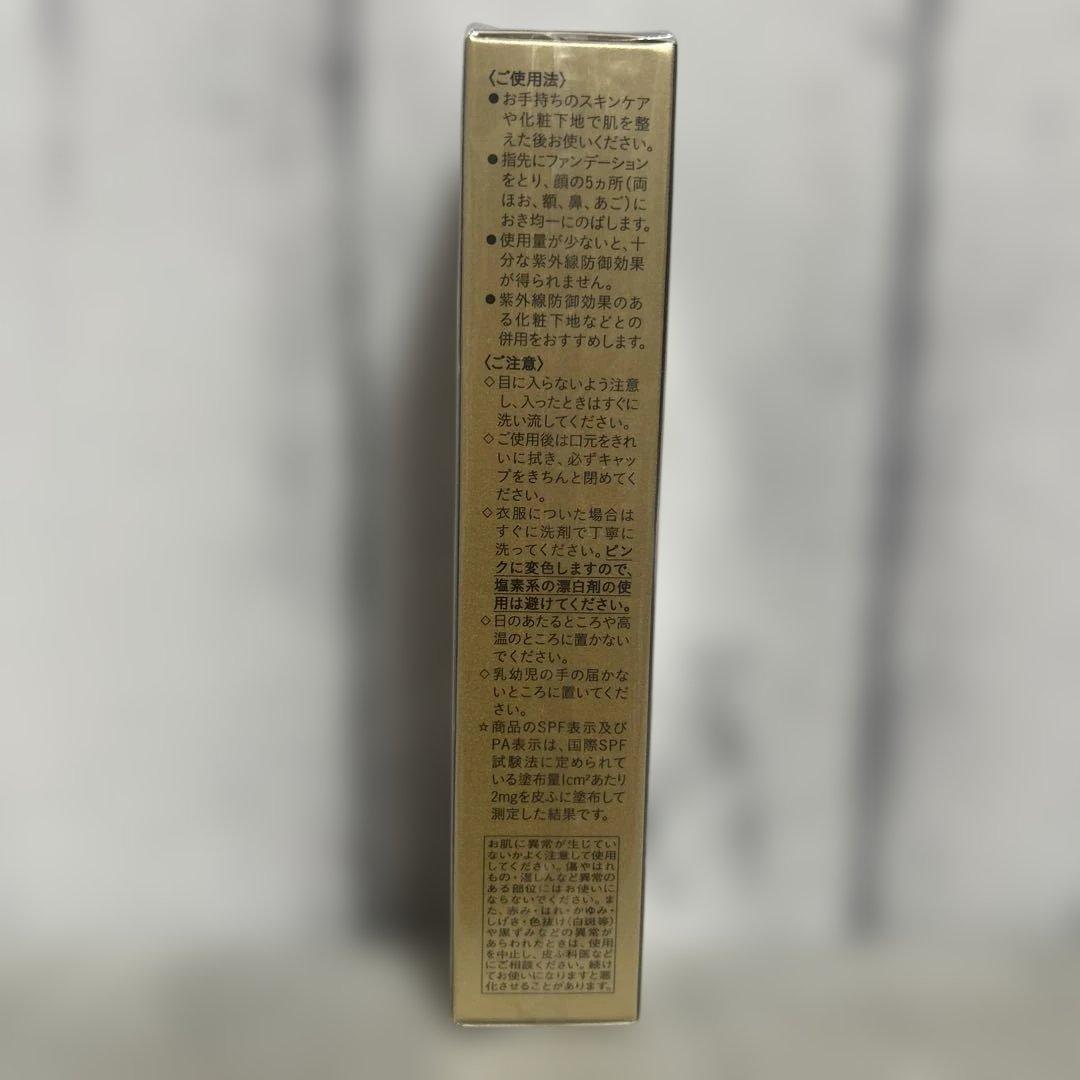 〈ご使用法〉
●お手持ちのスキンケア
や化粧下地で肌を整
えた後お使いください。
●指先にファンデーション
をとり、顔の5ヵ所(両
ほお、額、鼻、あご)に
おき均一にのばします。
●使用量が少ないと、十
分な紫外線防御効果
が得られません。
●紫外線防御効果のあ
る化粧下地などとの
併用をおすすめします。
〈ご注意〉
◇目に入らないよう注意
し、入ったときはすぐに
洗い流してください。
◇ご使用後は口元をきれ
いに拭き、必ずキャッ
プをきちんと閉めてく
ださい。
◇衣服についた場合は
すぐに洗剤で丁寧に
洗ってください。ピン
クに変色しますので、
塩素系の漂白剤の使
用は避けてください。
◇日のあたるところや高
温のところに置かない
でください。
◇乳幼児の手の届かな
いところに置いてくだ
さい。
☆商品のSPF表示及び
PA表示は、国際SPF
試験法に定められて
いる塗布量1cm²あたり
2mgを皮ふに塗布して
測定した結果です。
お肌に異常が生じてい
ないかよく注意して使用
してください。傷やはれ
もの・湿しんなど異常の
ある部位にはお使いに
ならないでください。ま
た、赤み・はれ・かゆみ・
しげき・色抜け(白斑等)
や黒ずみなどの異常が
あらわれたときは、使用
を中止し、皮ふ科医など
にご相談ください。続け
てお使いになりますと悪
化させることがあります。